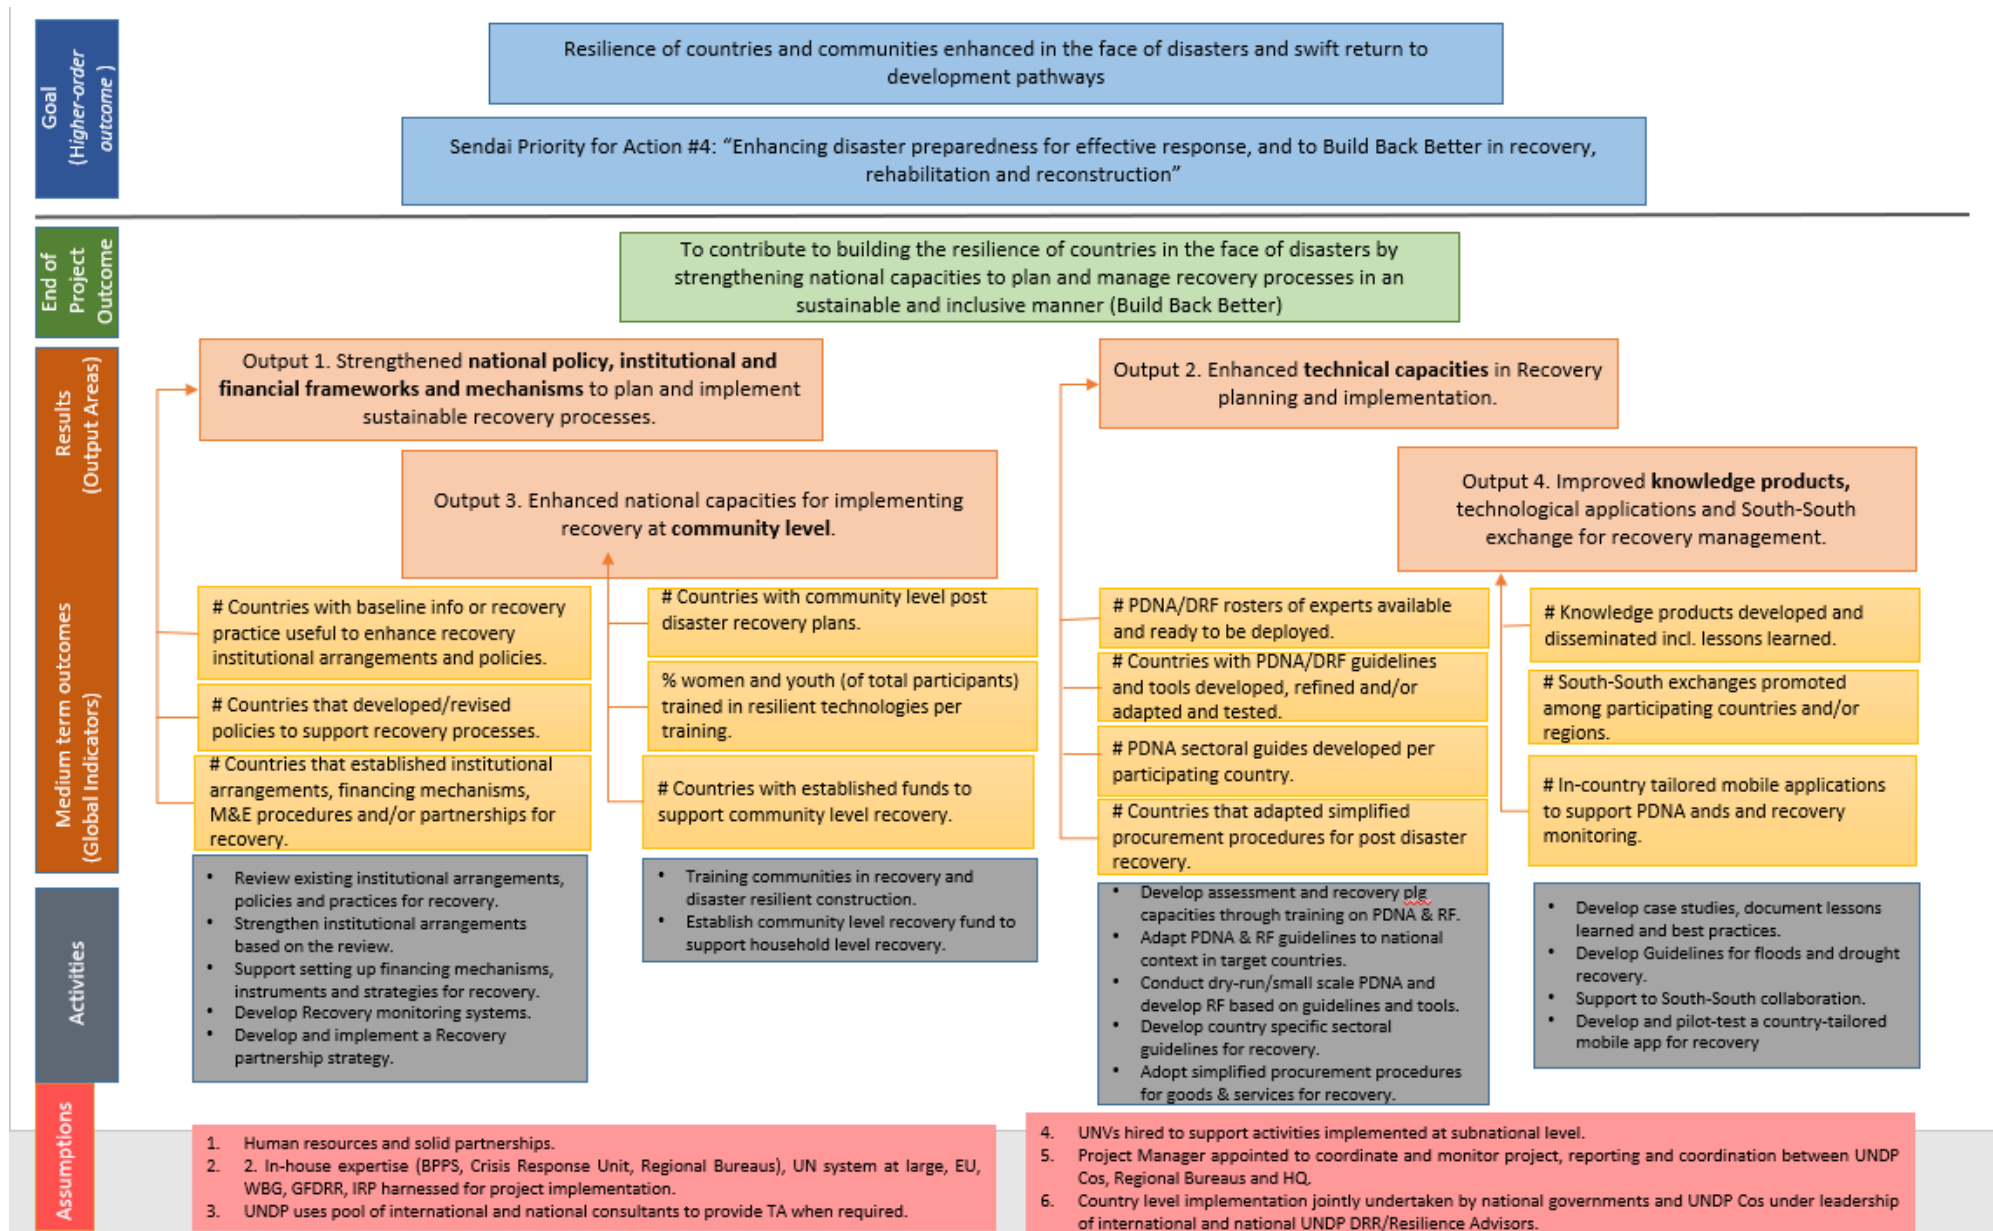 Goal
(Higher-order
outcome )
Resilience of countries and communities enhanced in the face of disasters and swift return to
development pathways
Sendai Priority for Action #4: “Enhancing disaster preparedness for effective response, and to Build Back Better in recovery,
rehabilitation and reconstruction”
End of
Project
Outcome
To contribute to building the resilience of countries in the face of disasters by
strengthening national capacities to plan and manage recovery processes in an
sustainable and inclusive manner (Build Back Better)
Results
(Output Areas)
Output 1. Strengthened national policy, institutional and
financial frameworks and mechanisms to plan and implement
sustainable recovery processes.
Output 2. Enhanced technical capacities in Recovery
planning and implementation.
Output 3. Enhanced national capacities for implementing
recovery at community level.
Output 4. Improved knowledge products,
technological applications and South-South
exchange for recovery management.
Medium term outcomes
(Global Indicators)
# Countries with baseline info or recovery
practice useful to enhance recovery
institutional arrangements and policies.
# Countries that developed/revised
policies to support recovery processes.
# Countries that established institutional
arrangements, financing mechanisms,
M&E procedures and/or partnerships for
recovery.
# Countries with community level post
disaster recovery plans.
% women and youth (of total participants)
trained in resilient technologies per
training.
# Countries with established funds to
support community level recovery.
# PDNA/DRF rosters of experts available
and ready to be deployed.
# Countries with PDNA/DRF guidelines
and tools developed, refined and/or
adapted and tested.
# PDNA sectoral guides developed per
participating country.
# Countries that adapted simplified
procurement procedures for post disaster
recovery.
# Knowledge products developed and
disseminated incl. lessons learned.
# South-South exchanges promoted
among participating countries and/or
regions.
# In-country tailored mobile applications
to support PDNA ands and recovery
monitoring.
Activities
• Review existing institutional arrangements,
policies and practices for recovery.
• Strengthen institutional arrangements
based on the review.
• Support setting up financing mechanisms,
instruments and strategies for recovery.
• Develop Recovery monitoring systems.
• Develop and implement a Recovery
partnership strategy.
• Training communities in recovery and
disaster resilient construction.
• Establish community level recovery fund to
support household level recovery.
• Develop assessment and recovery plg
capacities through training on PDNA & RF.
• Adapt PDNA & RF guidelines to national
context in target countries.
• Conduct dry-run/small scale PDNA and
develop RF based on guidelines and tools.
• Develop country specific sectoral
guidelines for recovery.
• Adopt simplified procurement procedures
for goods & services for recovery.
• Develop case studies, document lessons
learned and best practices.
• Develop Guidelines for floods and drought
recovery.
• Support to South-South collaboration.
• Develop and pilot-test a country-tailored
mobile app for recovery
Assumptions
1. Human resources and solid partnerships.
2. 2. In-house expertise (BPPS, Crisis Response Unit, Regional Bureaus), UN system at large, EU,
WBG, GFDRR, IRP harnessed for project implementation.
3. UNDP uses pool of international and national consultants to provide TA when required.
4. UNVs hired to support activities implemented at subnational level.
5. Project Manager appointed to coordinate and monitor project, reporting and coordination between UNDP
Cos, Regional Bureaus and HQ.
6. Country level implementation jointly undertaken by national governments and UNDP Cos under leadership
of international and national UNDP DRR/Resilience Advisors.